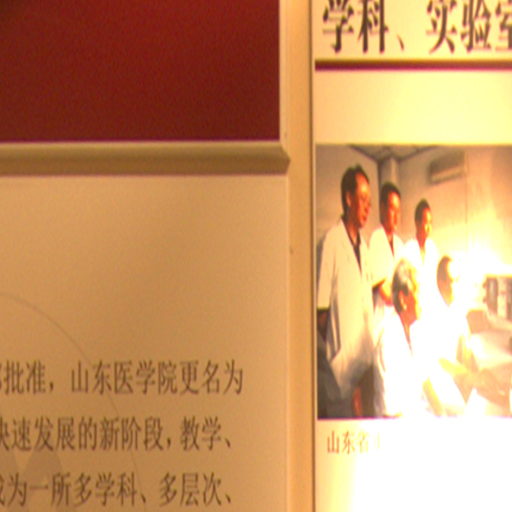 学科、实验室
批准，山东医学院更名为
快速发展的新阶段，教学、
成为一所多学科、多层次、
山东省